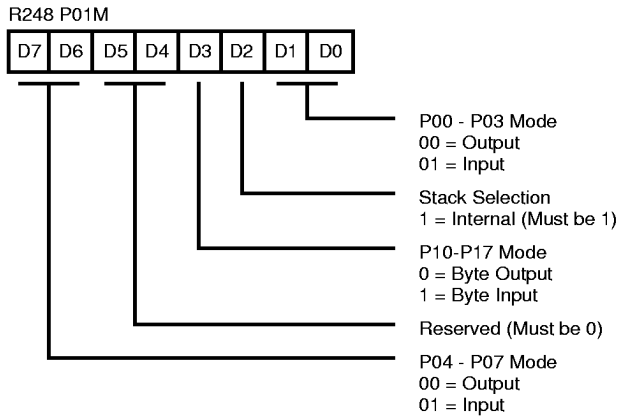 R248 P01M
D7 D6 D5 D4 D3 D2 D1 D0
P00 - P03 Mode
00 = Output
01 = Input
Stack Selection
1 = Internal (Must be 1)
P10-P17 Mode
0 = Byte Output
1 = Byte Input
Reserved (Must be 0)
P04 - P07 Mode
00 = Output
01 = Input